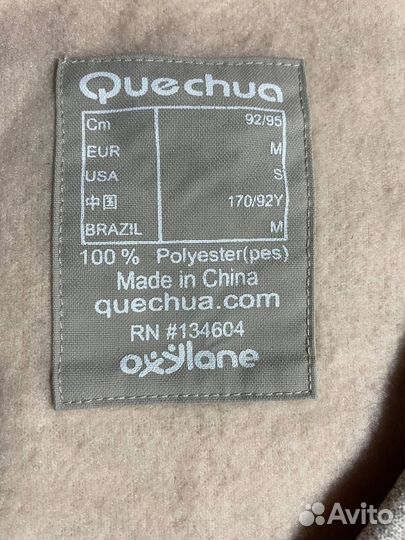 Quechua
Cm 92/95
EUR M
USA S
中国 170/92Y
BRAZIL M
100 % Polyester(pes)
Made in China
quechua.com
RN #134604
oxylane
Avito